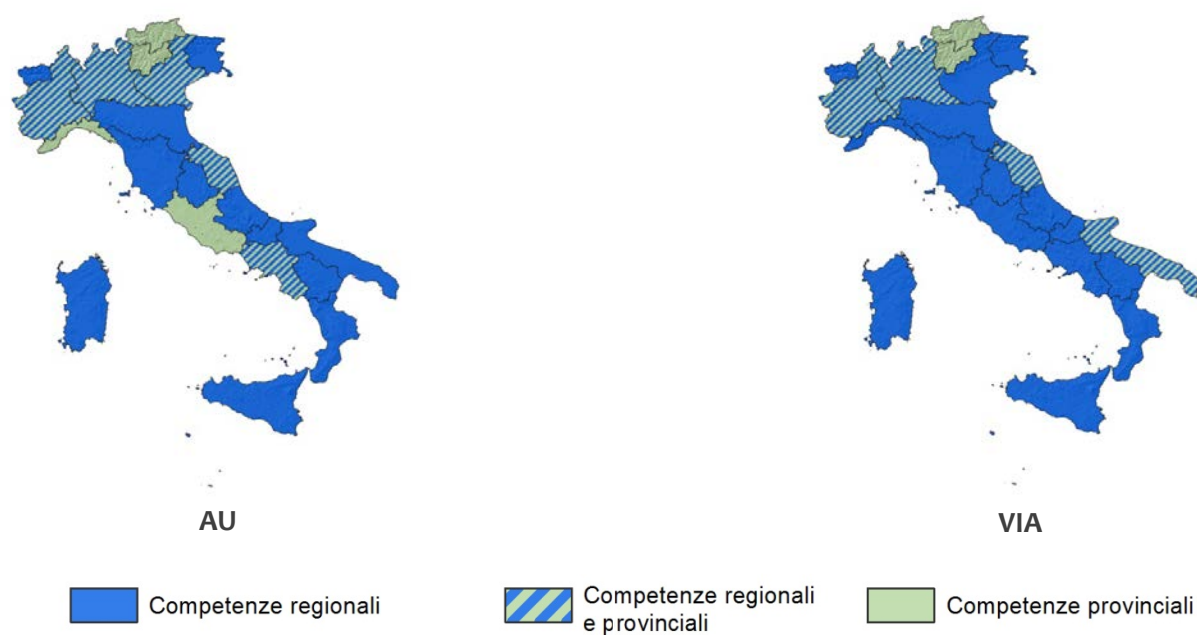 AU
VIA
Competenze regionali
Competenze regionali
e provinciali
Competenze provinciali